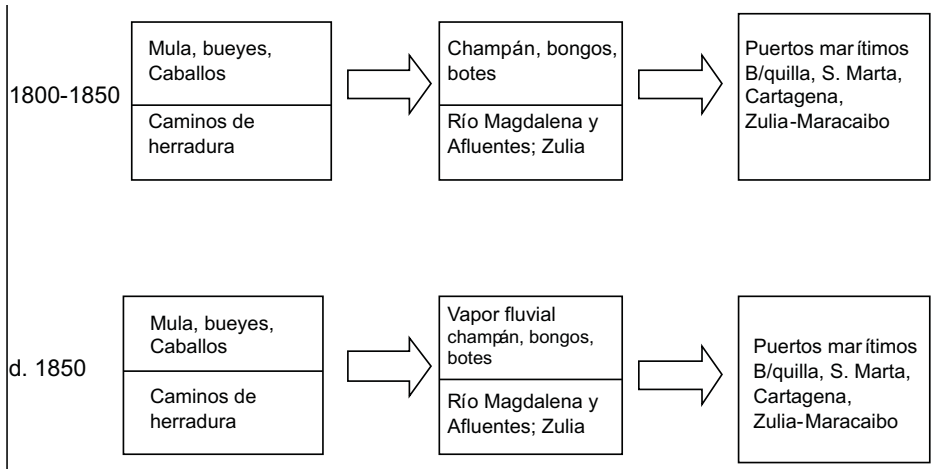 1800-1850
Mula, bueyes,
Caballos
Caminos de
herradura
Champán, bongos,
botes
Río Magdalena y
Afluentes; Zulia
Puertos marítimos
B/quilla, S. Marta,
Cartagena,
Zulia-Maracaibo
d. 1850
Mula, bueyes,
Caballos
Caminos de
herradura
Vapor fluvial
champán, bongos,
botes
Río Magdalena y
Afluentes; Zulia
Puertos marítimos
B/quilla, S. Marta,
Cartagena,
Zulia-Maracaibo